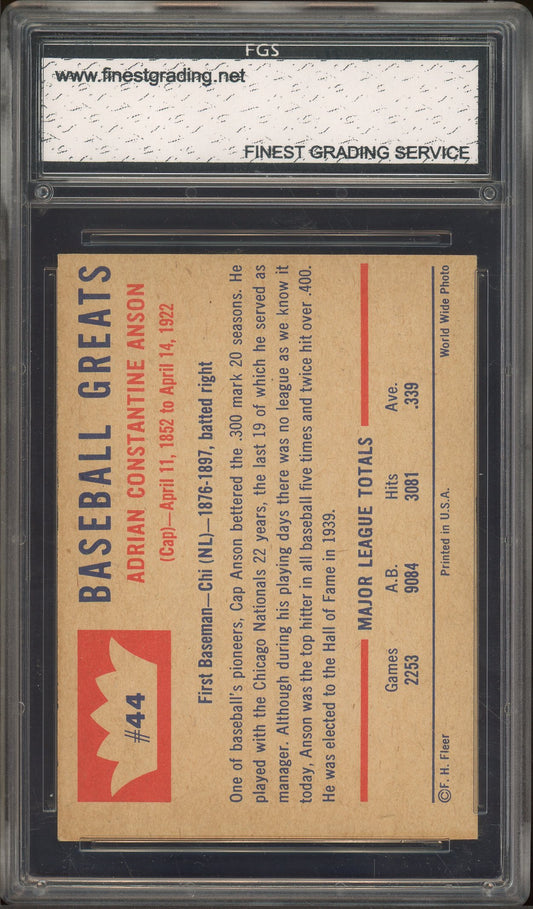 FGS
www.finestgrading.net
FINEST GRADING SERVICE
#44
BASEBALL GREATS
ADRIAN CONSTANTINE ANSON
(Cap)—April 11, 1852 to April 14, 1922
First Baseman—Chi (NL)—1876-1897, batted right
One of baseball's pioneers, Cap Anson bettered the .300 mark 20 seasons. He
played with the Chicago Nationals 22 years, the last 19 of which he served as
manager. Although during his playing days there was no league as we know it
today, Anson was the top hitter in all baseball five times and twice hit over .400.
He was elected to the Hall of Fame in 1939.
MAJOR LEAGUE TOTALS
Games A.B. Hits Ave.
2253 9084 3081 .339
©F. H. Fleer Printed in U.S.A. World Wide Photo